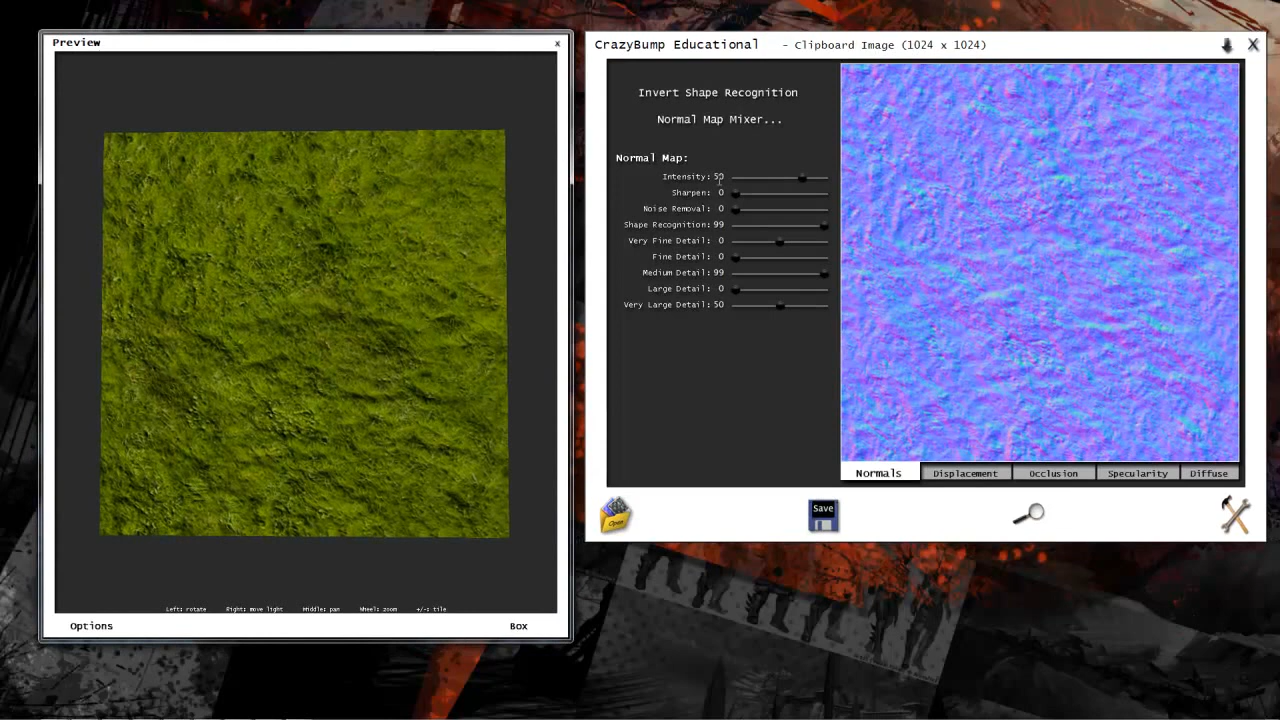 Preview
x
Left: rotate Right: move light Middle: pan Wheel: zoom +/-: tile
Options
Box
CrazyBump Educational - Clipboard Image (1024 x 1024)
X
Invert Shape Recognition
Normal Map Mixer...
Normal Map:
Intensity: 50
Sharpen: 0
Noise Removal: 0
Shape Recognition: 99
Very Fine Detail: 0
Fine Detail: 0
Medium Detail: 99
Large Detail: 0
Very Large Detail: 50
Normals Displacement Occlusion Specularity Diffuse
Open
Save